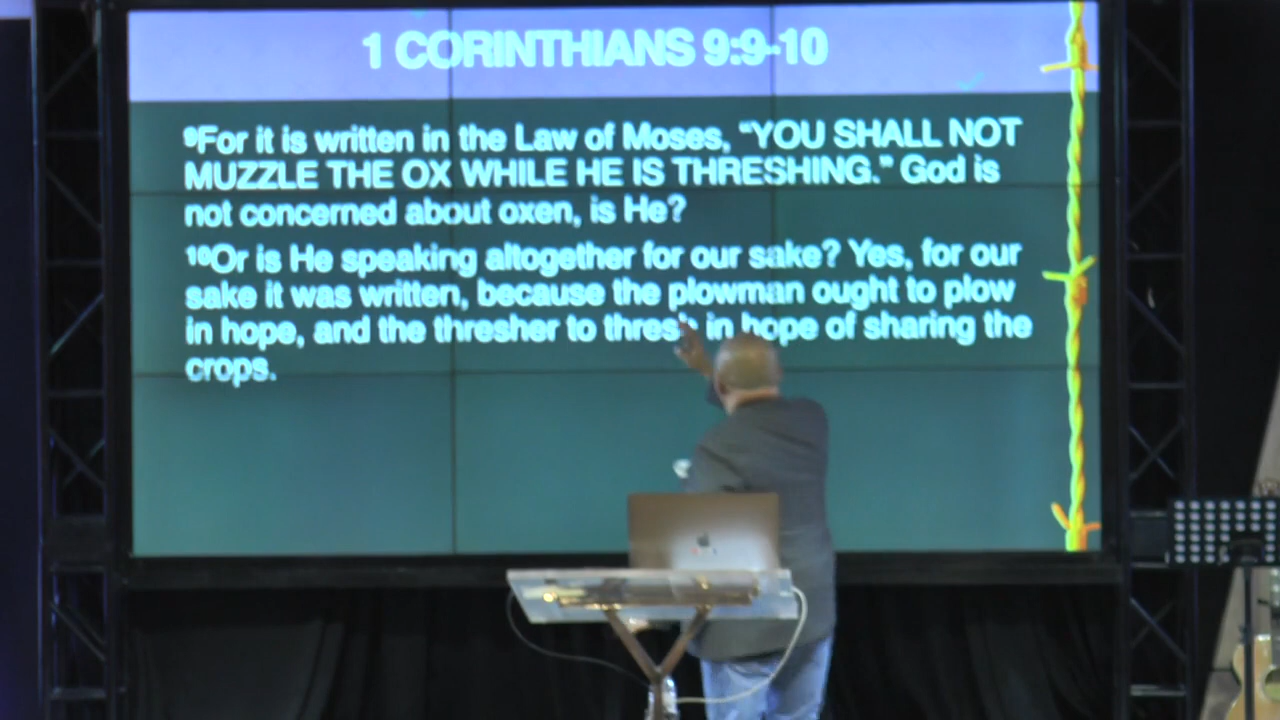 1 CORINTHIANS 9:9-10
⁹For it is written in the Law of Moses, “YOU SHALL NOT
MUZZLE THE OX WHILE HE IS THRESHING.” God is
not concerned about oxen, is He?
¹⁰Or is He speaking altogether for our sake? Yes, for our
sake it was written, because the plowman ought to plow
in hope, and the thresher to thresh in hope of sharing the
crops.